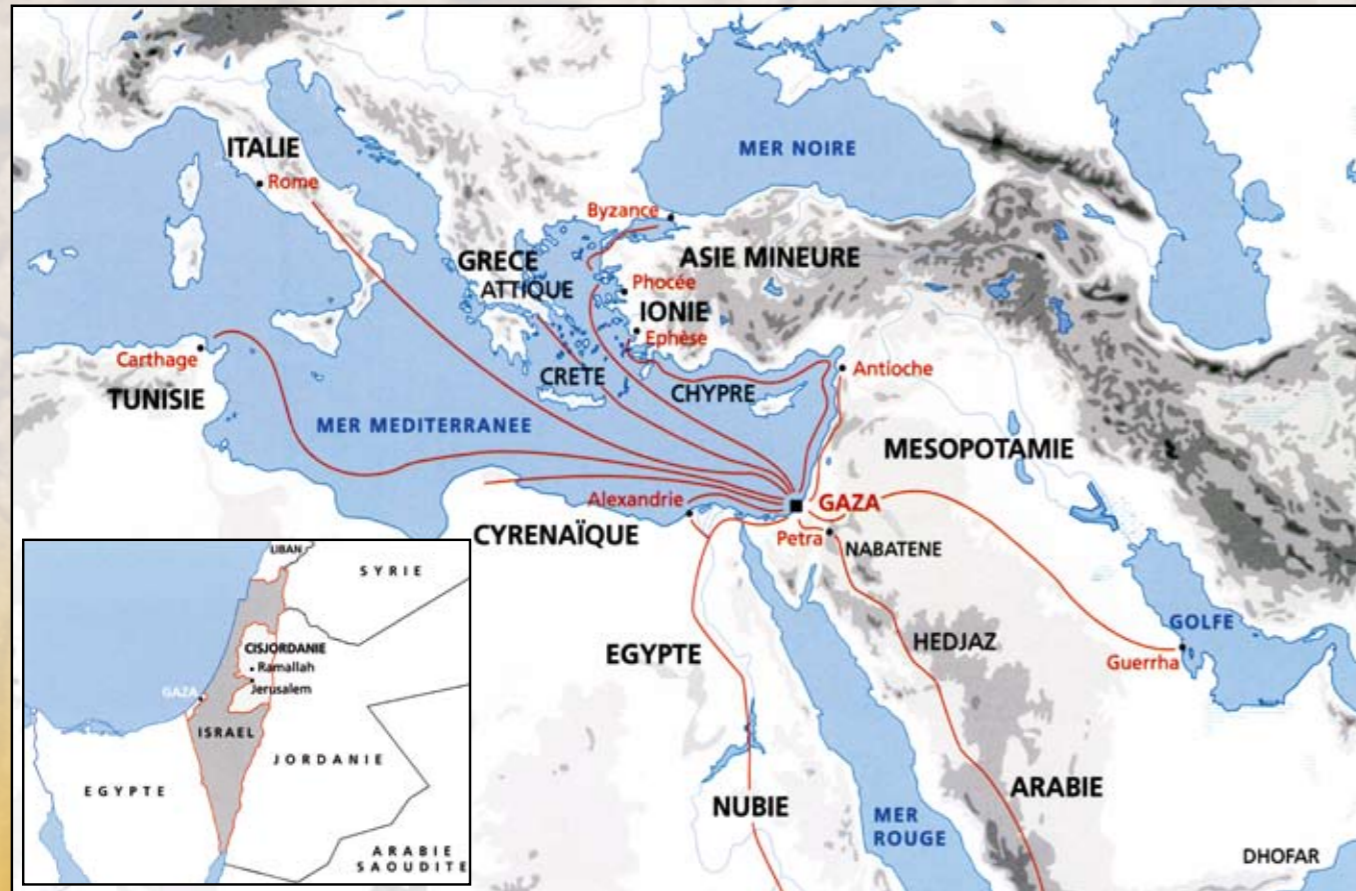 MER NOIRE
ITALIE
Rome
Byzance
GRECE
ATTIQUE
ASIE MINEURE
Phocée
IONIE
Ephèse
Carthage
TUNISIE
CRETE
CHYPRE
Antioche
MER MEDITERRANEE
MESOPOTAMIE
Alexandrie
GAZA
CYRENAÏQUE
Petra
NABATENE
EGYPTE
HEDJAZ
GOLFE
Guerrha
NUBIE
MER
ROUGE
ARABIE
DHOFAR
LIBAN
SYRIE
CISJORDANIE
Ramallah
Jerusalem
GAZA
ISRAEL
JORDANIE
EGYPTE
ARABIE
SAOUDITE